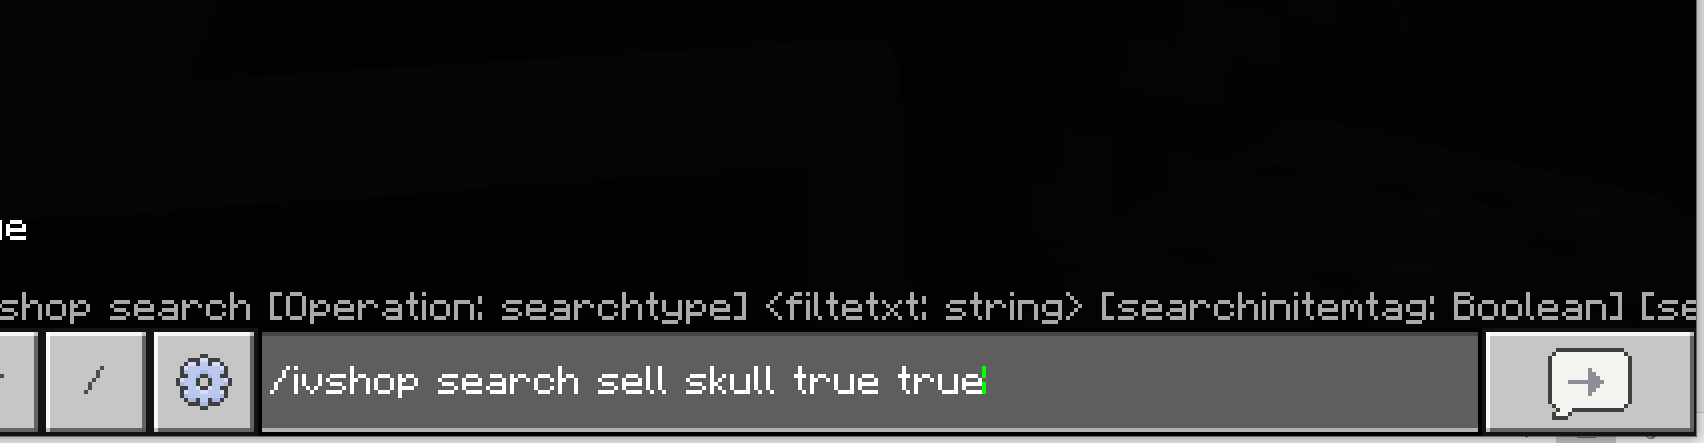 ue
shop search [Operation: searchtype] <filtetxt: string> [searchinitemtag: Boolean] [se
/
/ivshop search sell skull true true